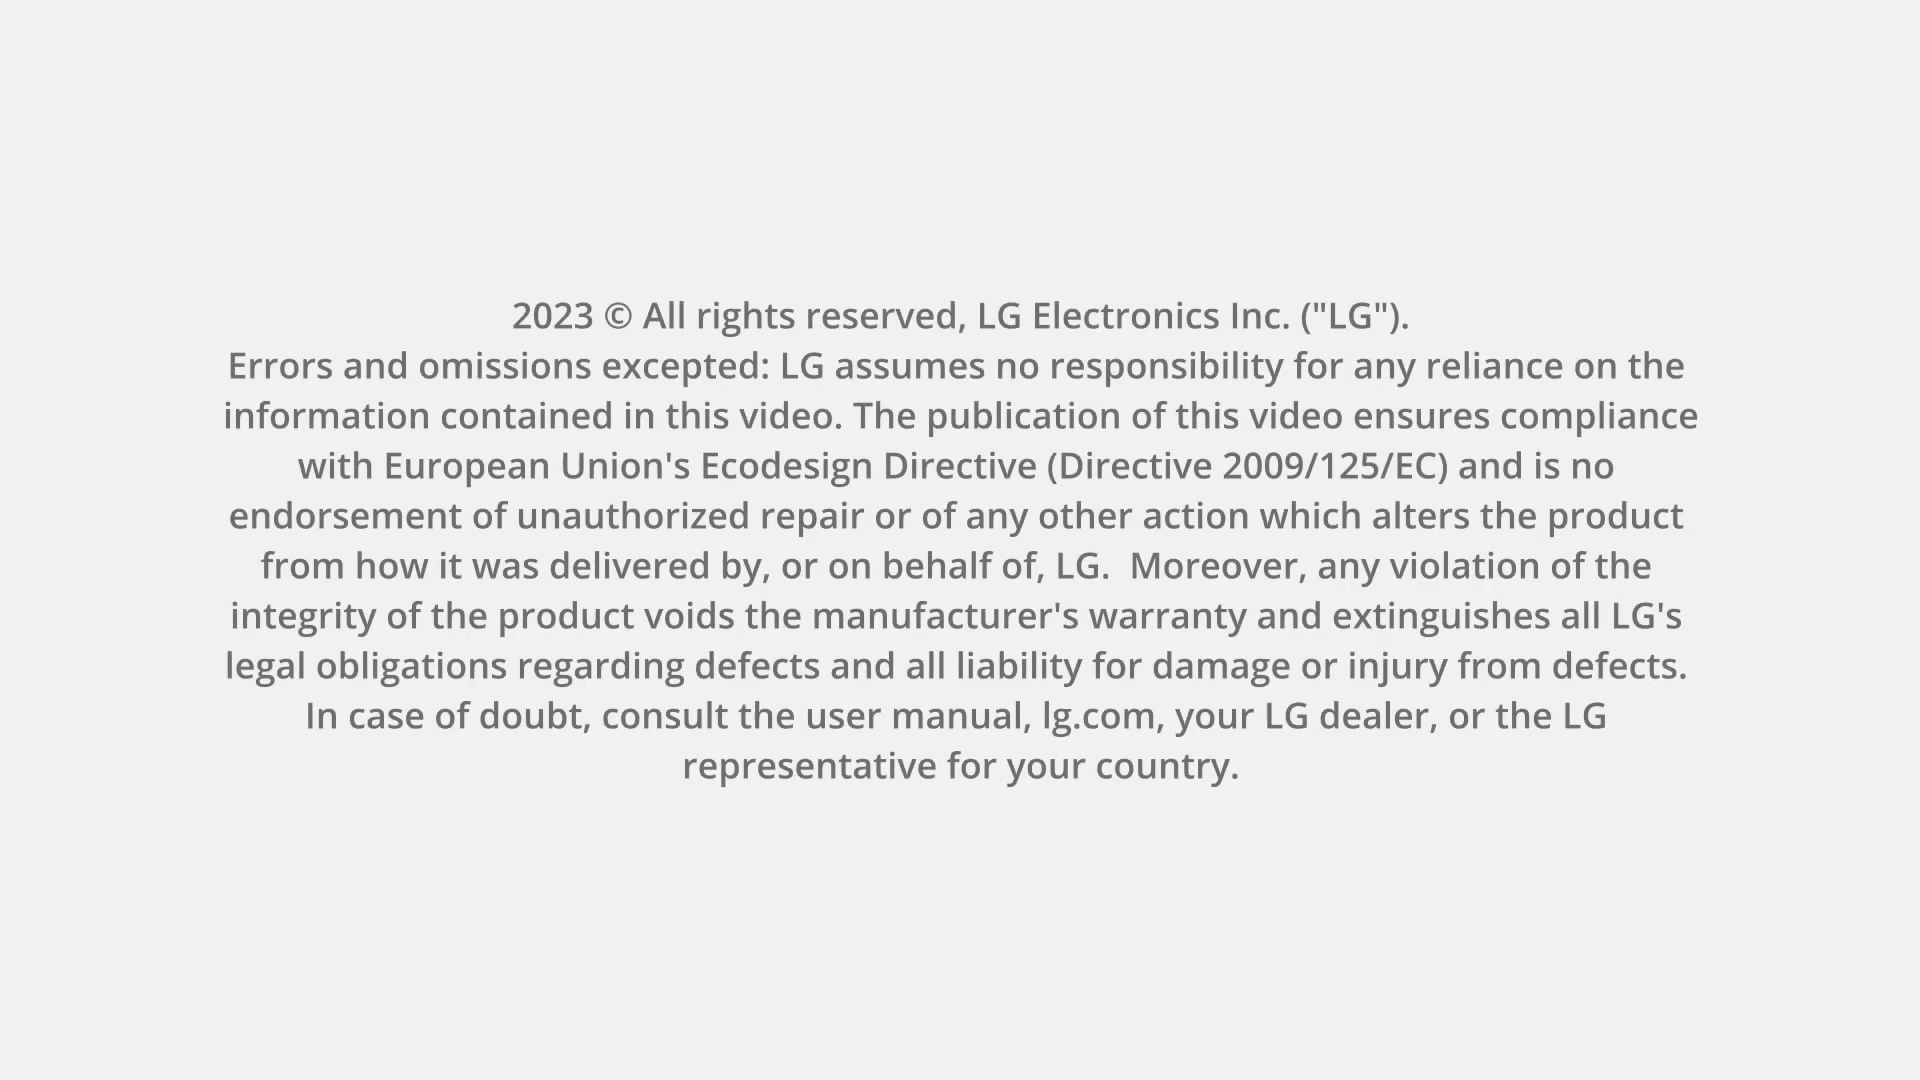 2023 © All rights reserved, LG Electronics Inc. ("LG").
Errors and omissions excepted: LG assumes no responsibility for any reliance on the
information contained in this video. The publication of this video ensures compliance
with European Union's Ecodesign Directive (Directive 2009/125/EC) and is no
endorsement of unauthorized repair or of any other action which alters the product
from how it was delivered by, or on behalf of, LG.  Moreover, any violation of the
integrity of the product voids the manufacturer's warranty and extinguishes all LG's
legal obligations regarding defects and all liability for damage or injury from defects.
In case of doubt, consult the user manual, lg.com, your LG dealer, or the LG
representative for your country.